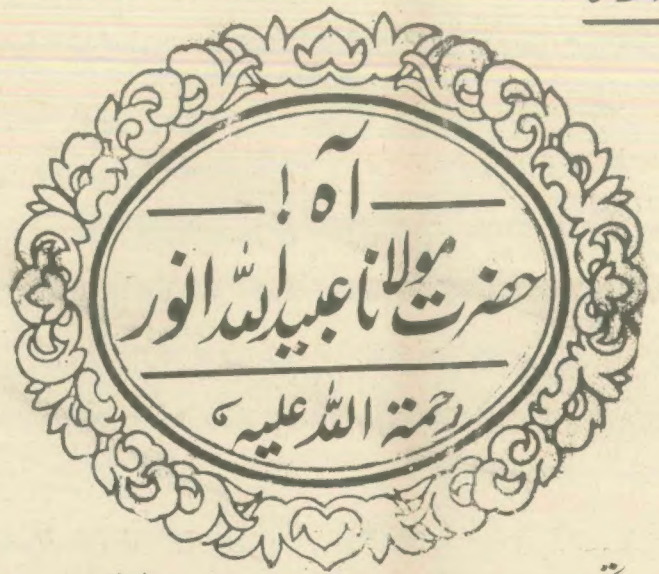 آہ !
حضرت مولانا عبید اللہ انور
رحمۃ اللہ علیہ